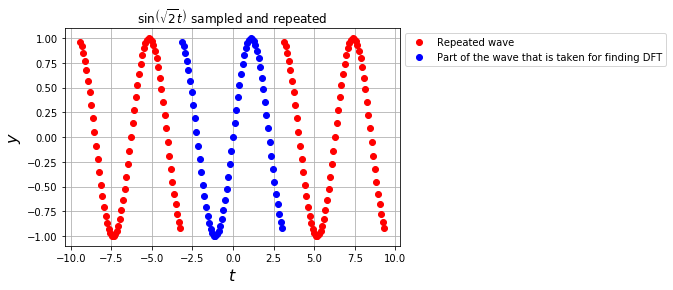 sin(√2t) sampled and repeated
1.00
0.75
0.50
0.25
0.00
−0.25
−0.50
−0.75
−1.00
y
−10.0 −7.5 −5.0 −2.5 0.0 2.5 5.0 7.5 10.0
t
Repeated wave
Part of the wave that is taken for finding DFT